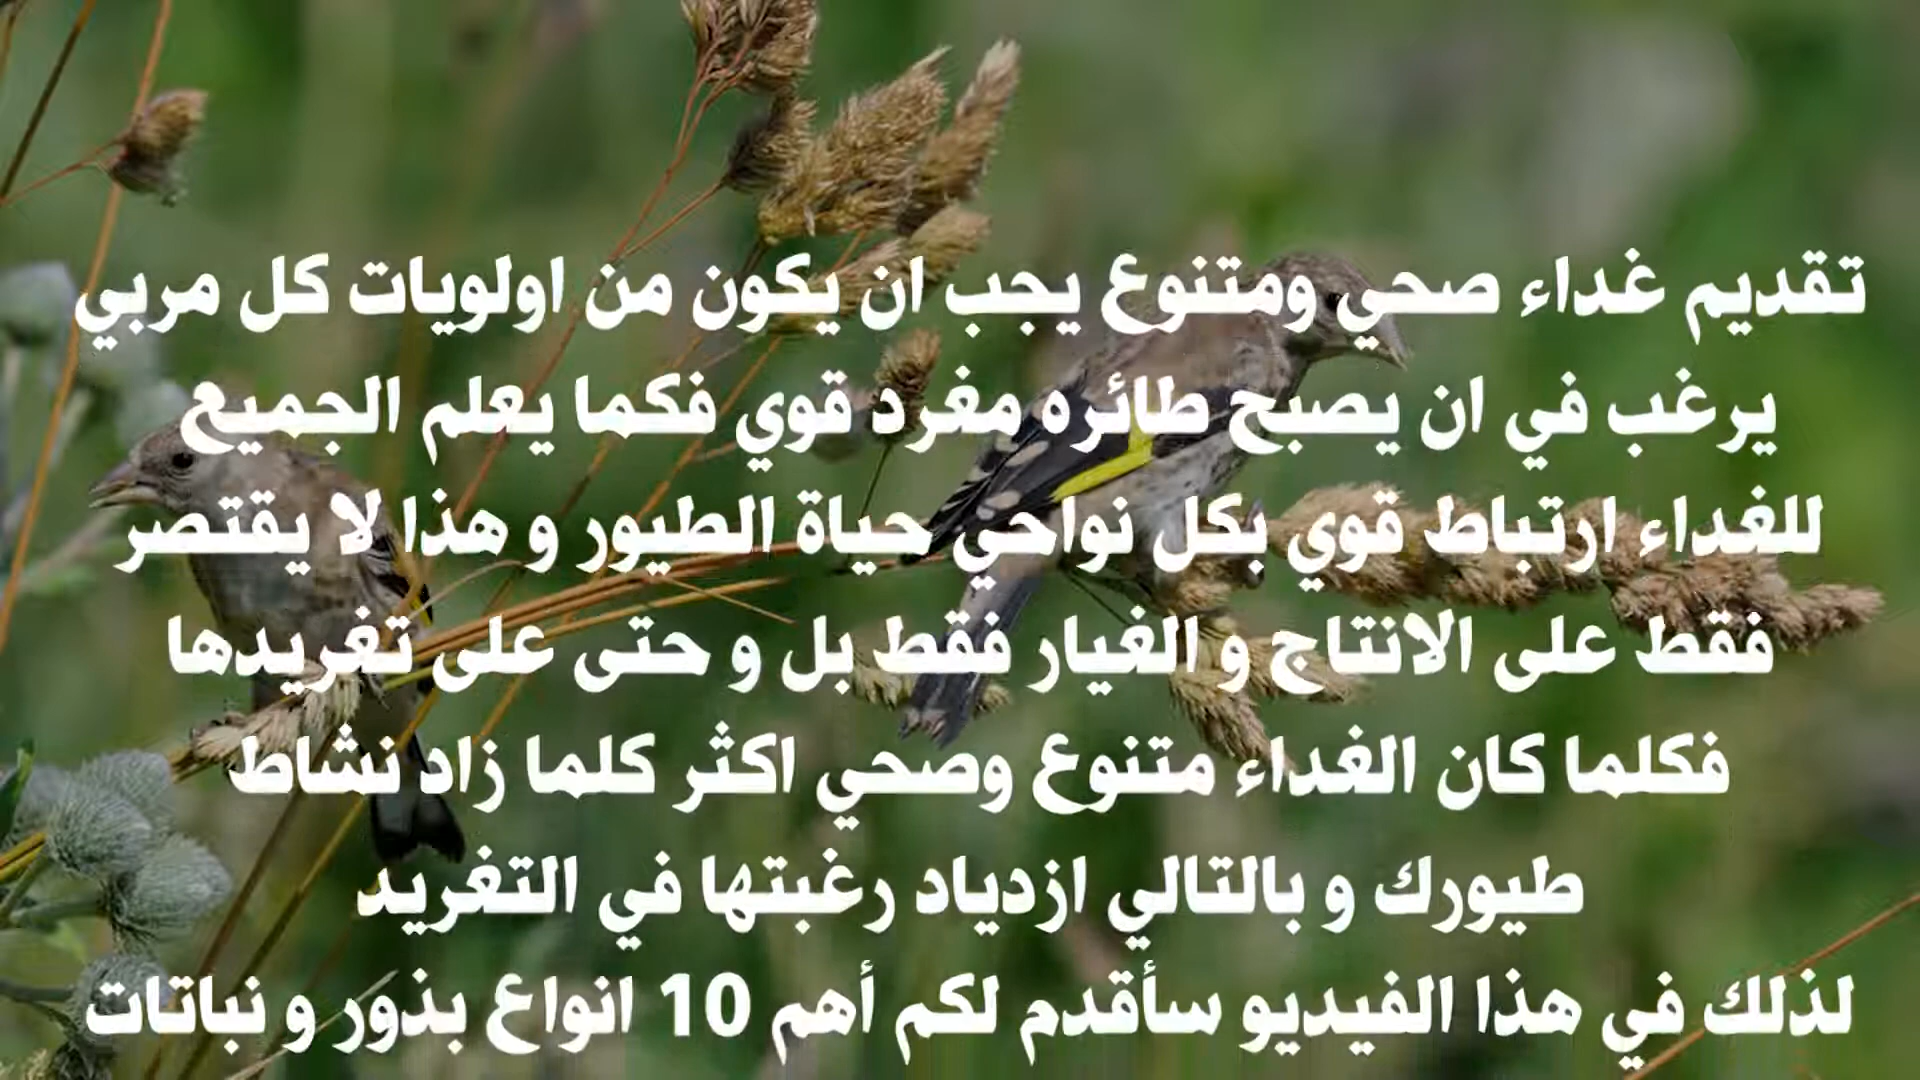 تقديم غداء صحي ومتنوع يجب ان يكون من اولويات كل مربي
يرغب في ان يصبح طائره مغرد قوي فكما يعلم الجميع
للغداء ارتباط قوي بكل نواحي حياة الطيور و هذا لا يقتصر
فقط على الانتاج و الغيار فقط بل و حتى على تغريدها
فكلما كان الغداء متنوع وصحي اكثر كلما زاد نشاط
طيورك و بالتالي ازدياد رغبتها في التغريد
لذلك في هذا الفيديو سأقدم لكم أهم 10 انواع بذور و نباتات